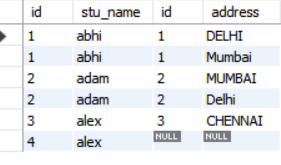 id stu_name id address
1 abhi 1 DELHI
1 abhi 1 Mumbai
2 adam 2 MUMBAI
2 adam 2 Delhi
3 alex 3 CHENNAI
4 alex NULL NULL